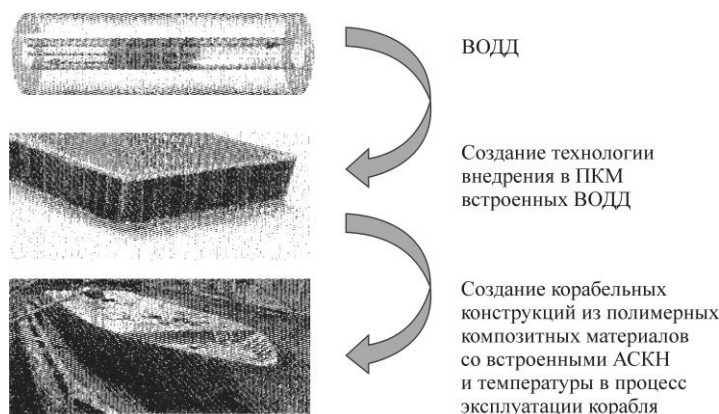 ВОДД
Создание технологии
внедрения в ПКМ
встроенных ВОДД
Создание корабельных
конструкций из полимерных
композитных материалов
со встроенными АСКН
и температуры в процесс
эксплуатации корабля